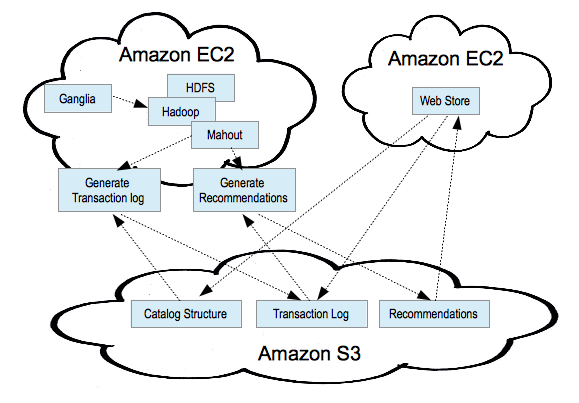 Amazon EC2
Amazon EC2
HDFS
Ganglia
Hadoop
Web Store
Mahout
Generate
Transaction log
Generate
Recommendations
Catalog Structure
Transaction Log
Recommendations
Amazon S3